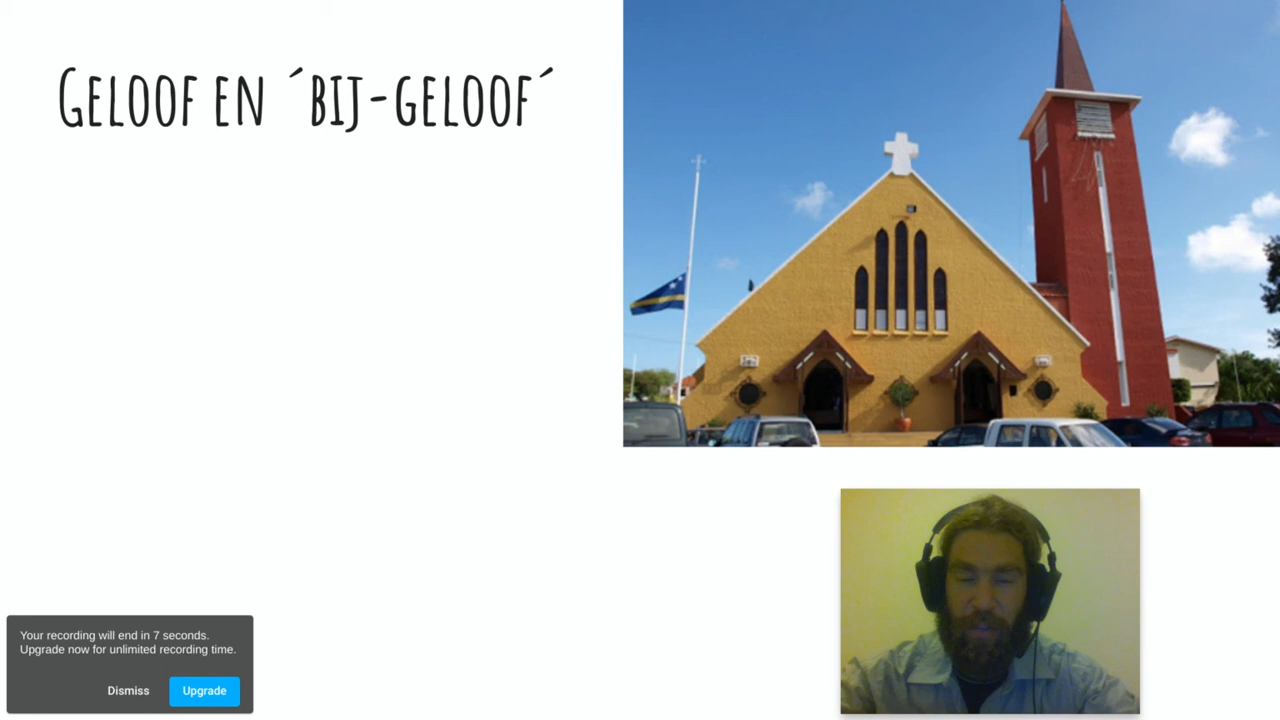 Geloof en ´bij-geloof´
Your recording will end in 7 seconds.
Upgrade now for unlimited recording time.
Dismiss
Upgrade